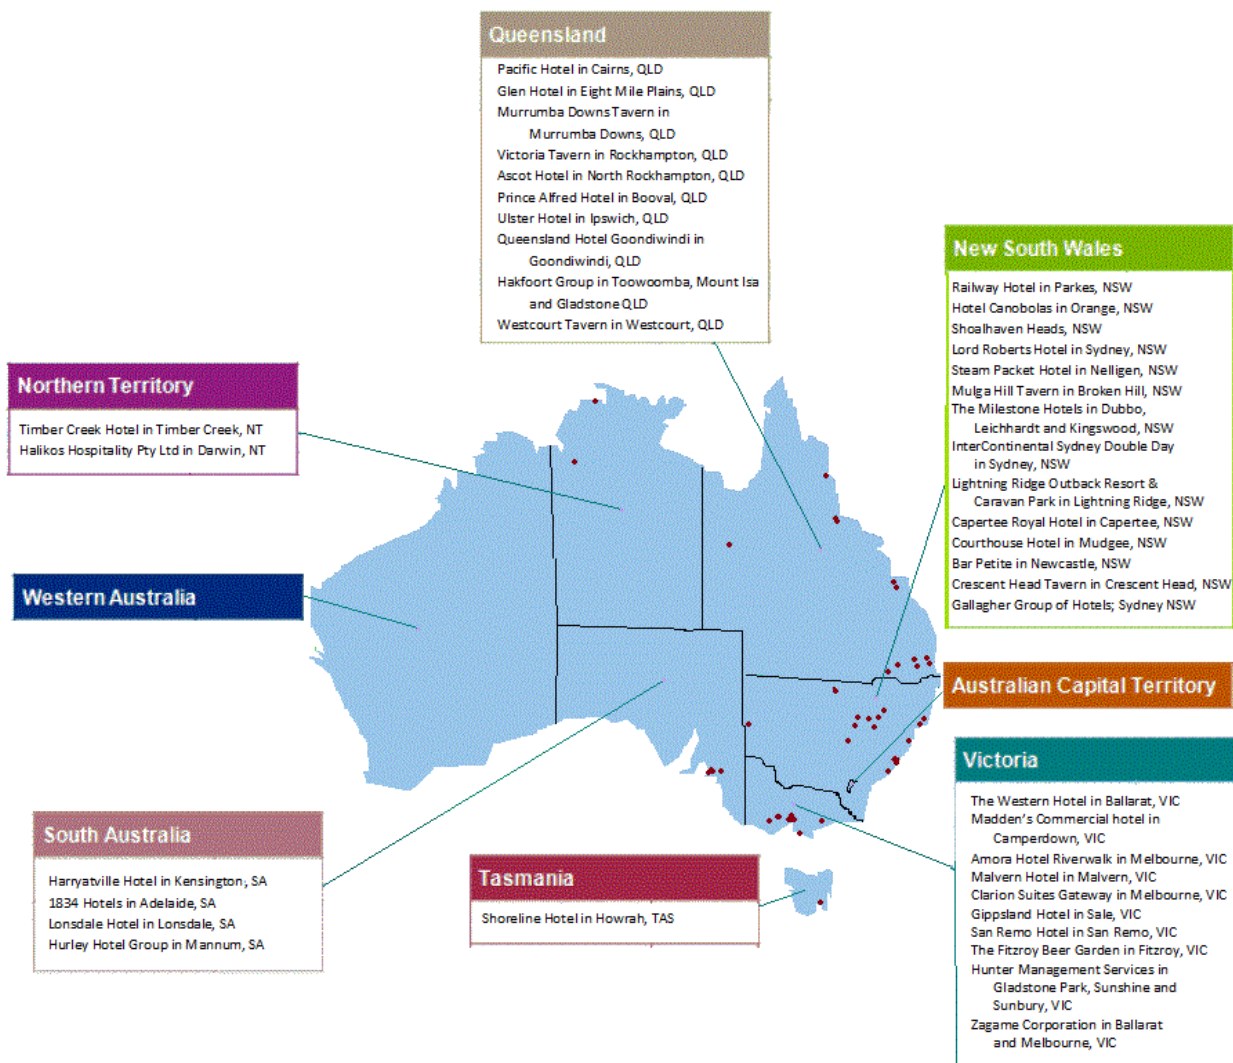 Queensland
Pacific Hotel in Cairns, QLD
Glen Hotel in Eight Mile Plains, QLD
Murrumba Downs Tavern in
Murrumba Downs, QLD
Victoria Tavern in Rockhampton, QLD
Ascot Hotel in North Rockhampton, QLD
Prince Alfred Hotel in Booval, QLD
Ulster Hotel in Ipswich, QLD
Queensland Hotel Goondiwindi in
Goondiwindi, QLD
Hakfoort Group in Toowoomba, Mount Isa
and Gladstone QLD
Westcourt Tavern in Westcourt, QLD
New South Wales
Railway Hotel in Parkes, NSW
Hotel Canobolas in Orange, NSW
Shoalhaven Heads, NSW
Lord Roberts Hotel in Sydney, NSW
Steam Packet Hotel in Nelligen, NSW
Mulga Hill Tavern in Broken Hill, NSW
The Milestone Hotels in Dubbo,
Leichhardt and Kingswood, NSW
InterContinental Sydney Double Day
in Sydney, NSW
Lightning Ridge Outback Resort &
Caravan Park in Lightning Ridge, NSW
Capertee Royal Hotel in Capertee, NSW
Courthouse Hotel in Mudgee, NSW
Bar Petite in Newcastle, NSW
Crescent Head Tavern in Crescent Head, NSW
Gallagher Group of Hotels; Sydney NSW
Northern Territory
Timber Creek Hotel in Timber Creek, NT
Halikos Hospitality Pty Ltd in Darwin, NT
Western Australia
Australian Capital Territory
Victoria
The Western Hotel in Ballarat, VIC
Madden's Commercial hotel in
Camperdown, VIC
Amora Hotel Riverwalk in Melbourne, VIC
Malvern Hotel in Malvern, VIC
Clarion Suites Gateway in Melbourne, VIC
Gippsland Hotel in Sale, VIC
San Remo Hotel in San Remo, VIC
The Fitzroy Beer Garden in Fitzroy, VIC
Hunter Management Services in
Gladstone Park, Sunshine and
Sunbury, VIC
Zagame Corporation in Ballarat
and Melbourne, VIC
South Australia
Harryatville Hotel in Kensington, SA
1834 Hotels in Adelaide, SA
Lonsdale Hotel in Lonsdale, SA
Hurley Hotel Group in Mannum, SA
Tasmania
Shoreline Hotel in Howrah, TAS